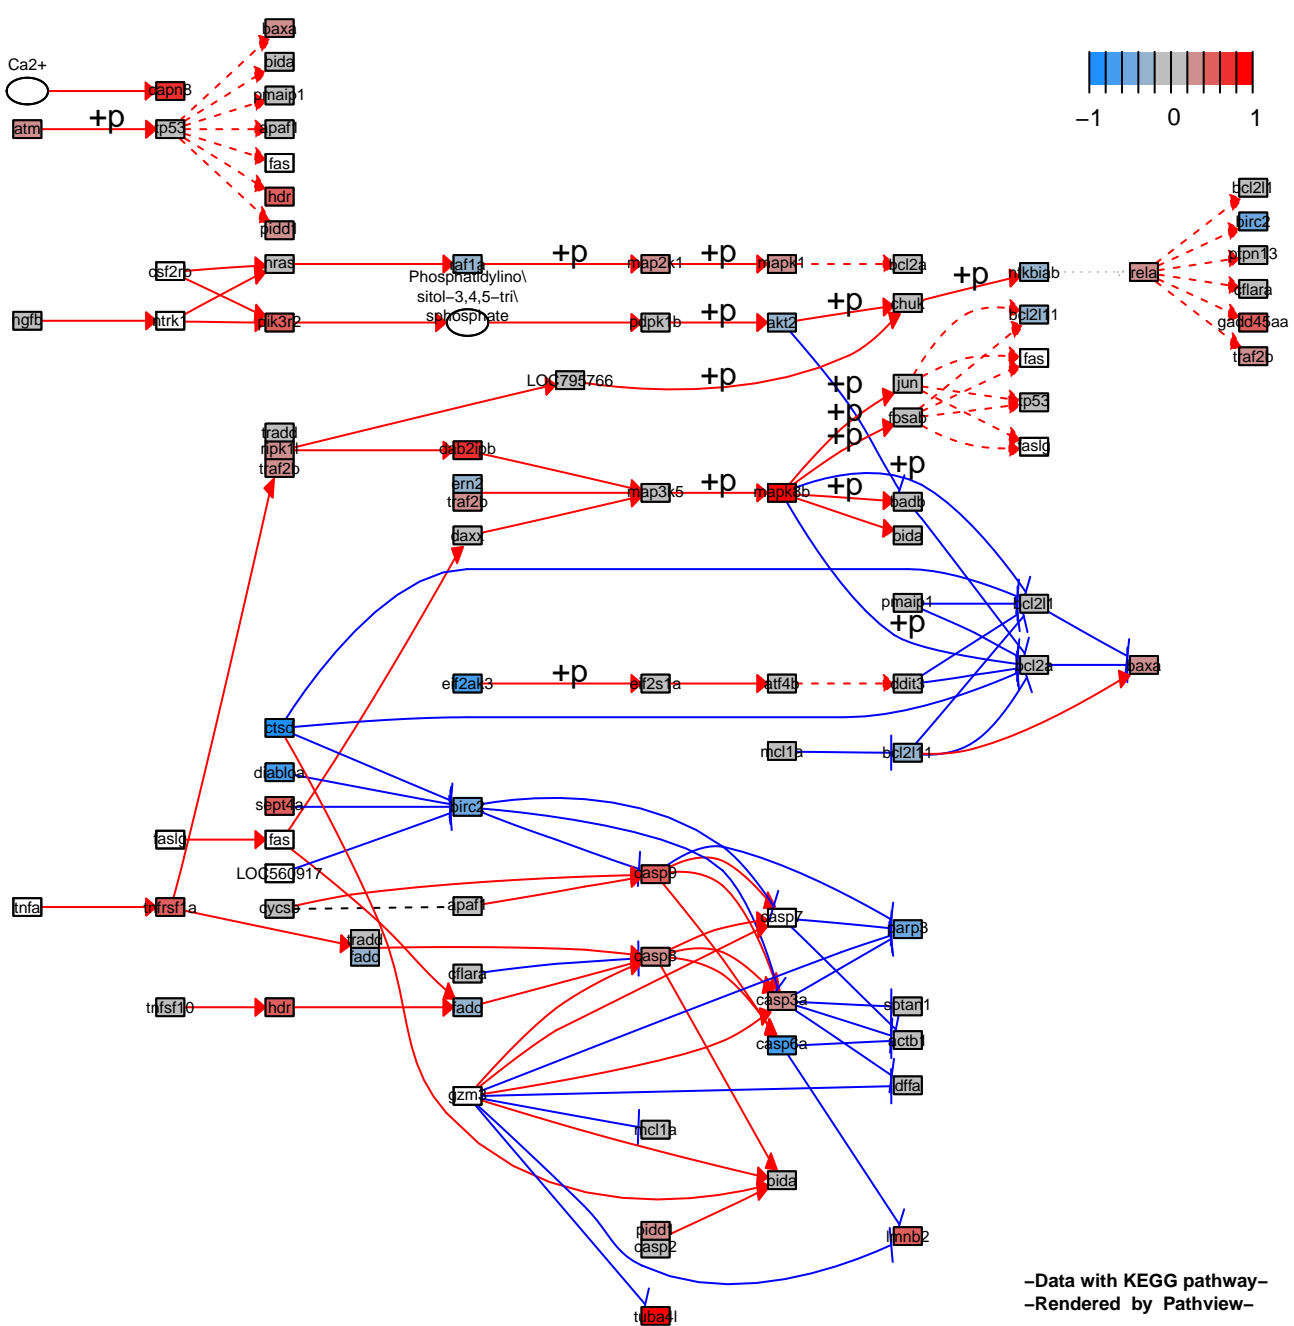 baxa
Ca2+
bida
capn8
pmaip1
−1 0 1
atm +p tp53 apaf1
fas
hdr
bcl2l1
pidd1
birc2
csf2rb hras raf1a +p map2k1 +p mapk1 bcl2a
ptpn13
+p nfkbiab rela
Phosphatidylino\
sitol−3,4,5−tri\
sphosphate
cflara
+p chuk
bcl2l11
hgfb ntrk1 pik3r2 pdpk1b +p akt2
gadd45aa
fas
traf2b
LOC795766 +p +p jun
tp53
+p fosab
tradd
ripk1l
traf2b
dab2ipb +p
faslg
+p
ern2
traf2b
map3k5 +p mapk8b +p badb
daxx bida
pmaip1 bcl2l1
+p
bcl2a baxa
eif2ak3 +p eif2s1a atf4b ddit3
ctsd
mcl1a bcl2l11
diabloa
sept4a birc2
faslg fas
LOC560917 casp9
tnfa tnfrsf1a cycsb apaf1 casp7
parp3
tradd
fadd
casp8
cflara
tnfsf10 hdr fadd casp3a sptan1
casp6a actb1
gzm3 dffa
mcl1a
bida
pidd1
casp2
lmnb2
−Data with KEGG pathway−
−Rendered by Pathview−
tuba4l